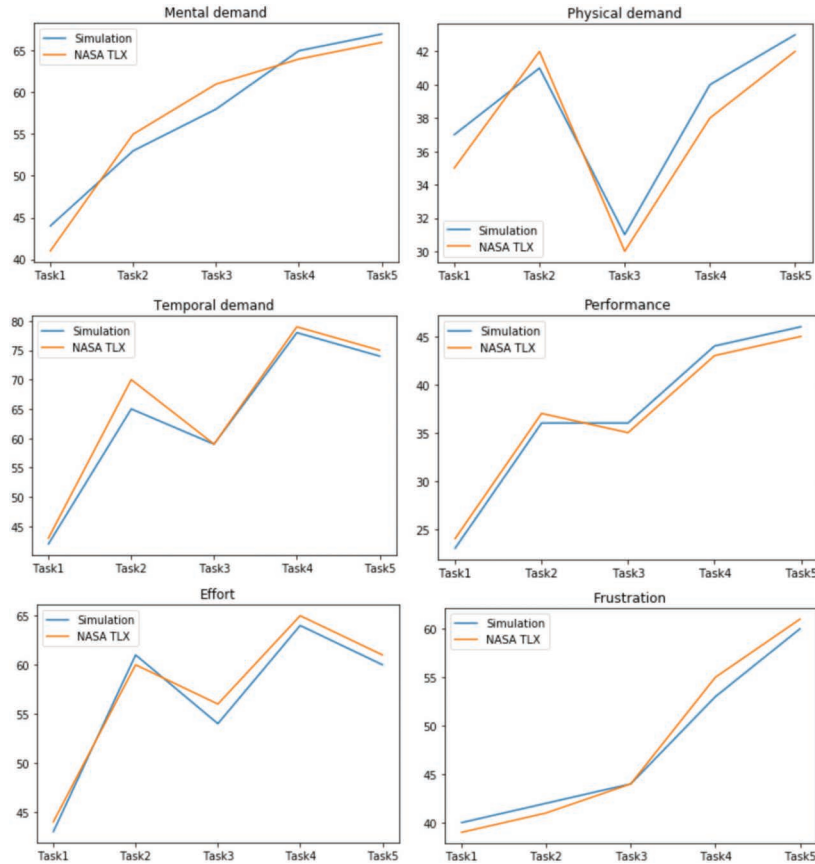 Mental demand
Simulation
NASA TLX
65
60
55
50
45
40
Task1 Task2 Task3 Task4 Task5
Physical demand
42
40
38
36
34
32
30
Simulation
NASA TLX
Task1 Task2 Task3 Task4 Task5
Temporal demand
Simulation
NASA TLX
80
75
70
65
60
55
50
45
Task1 Task2 Task3 Task4 Task5
Performance
Simulation
NASA TLX
45
40
35
30
25
Task1 Task2 Task3 Task4 Task5
Effort
Simulation
NASA TLX
65
60
55
50
45
Task1 Task2 Task3 Task4 Task5
Frustration
Simulation
NASA TLX
60
55
50
45
40
Task1 Task2 Task3 Task4 Task5